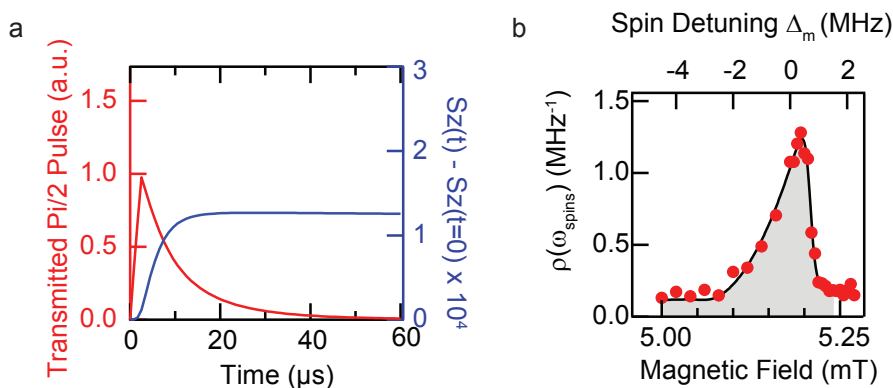 a
Transmitted Pi/2 Pulse (a.u.)
1.5
1.0
0.5
0.0
0
20
40
60
Time (μs)
3
2
1
0
Sz(t) - Sz(t=0) x 10⁴
b
Spin Detuning Δₘ (MHz)
-4
-2
0
2
ρ(ωspins) (MHz⁻¹)
1.5
1.0
0.5
0.0
5.00
5.25
Magnetic Field (mT)